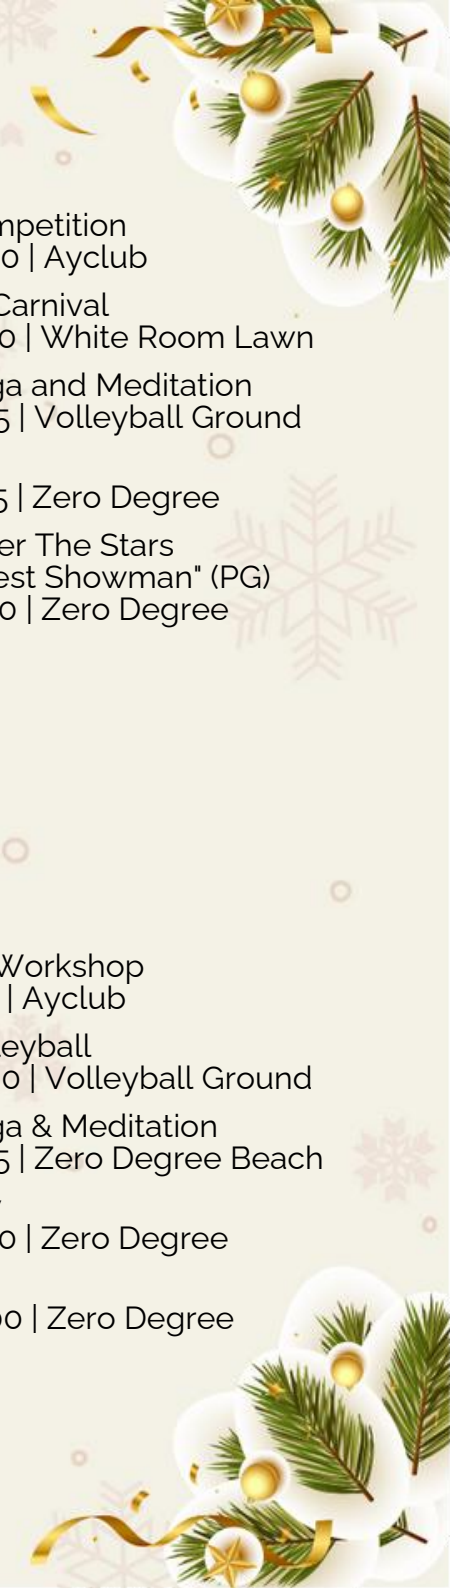 mpetition
0 | Ayclub
Carnival
0 | White Room Lawn
ga and Meditation
5 | Volleyball Ground
5 | Zero Degree
er The Stars
est Showman" (PG)
0 | Zero Degree
Workshop
| Ayclub
leyball
0 | Volleyball Ground
ga & Meditation
5 | Zero Degree Beach
0 | Zero Degree
00 | Zero Degree